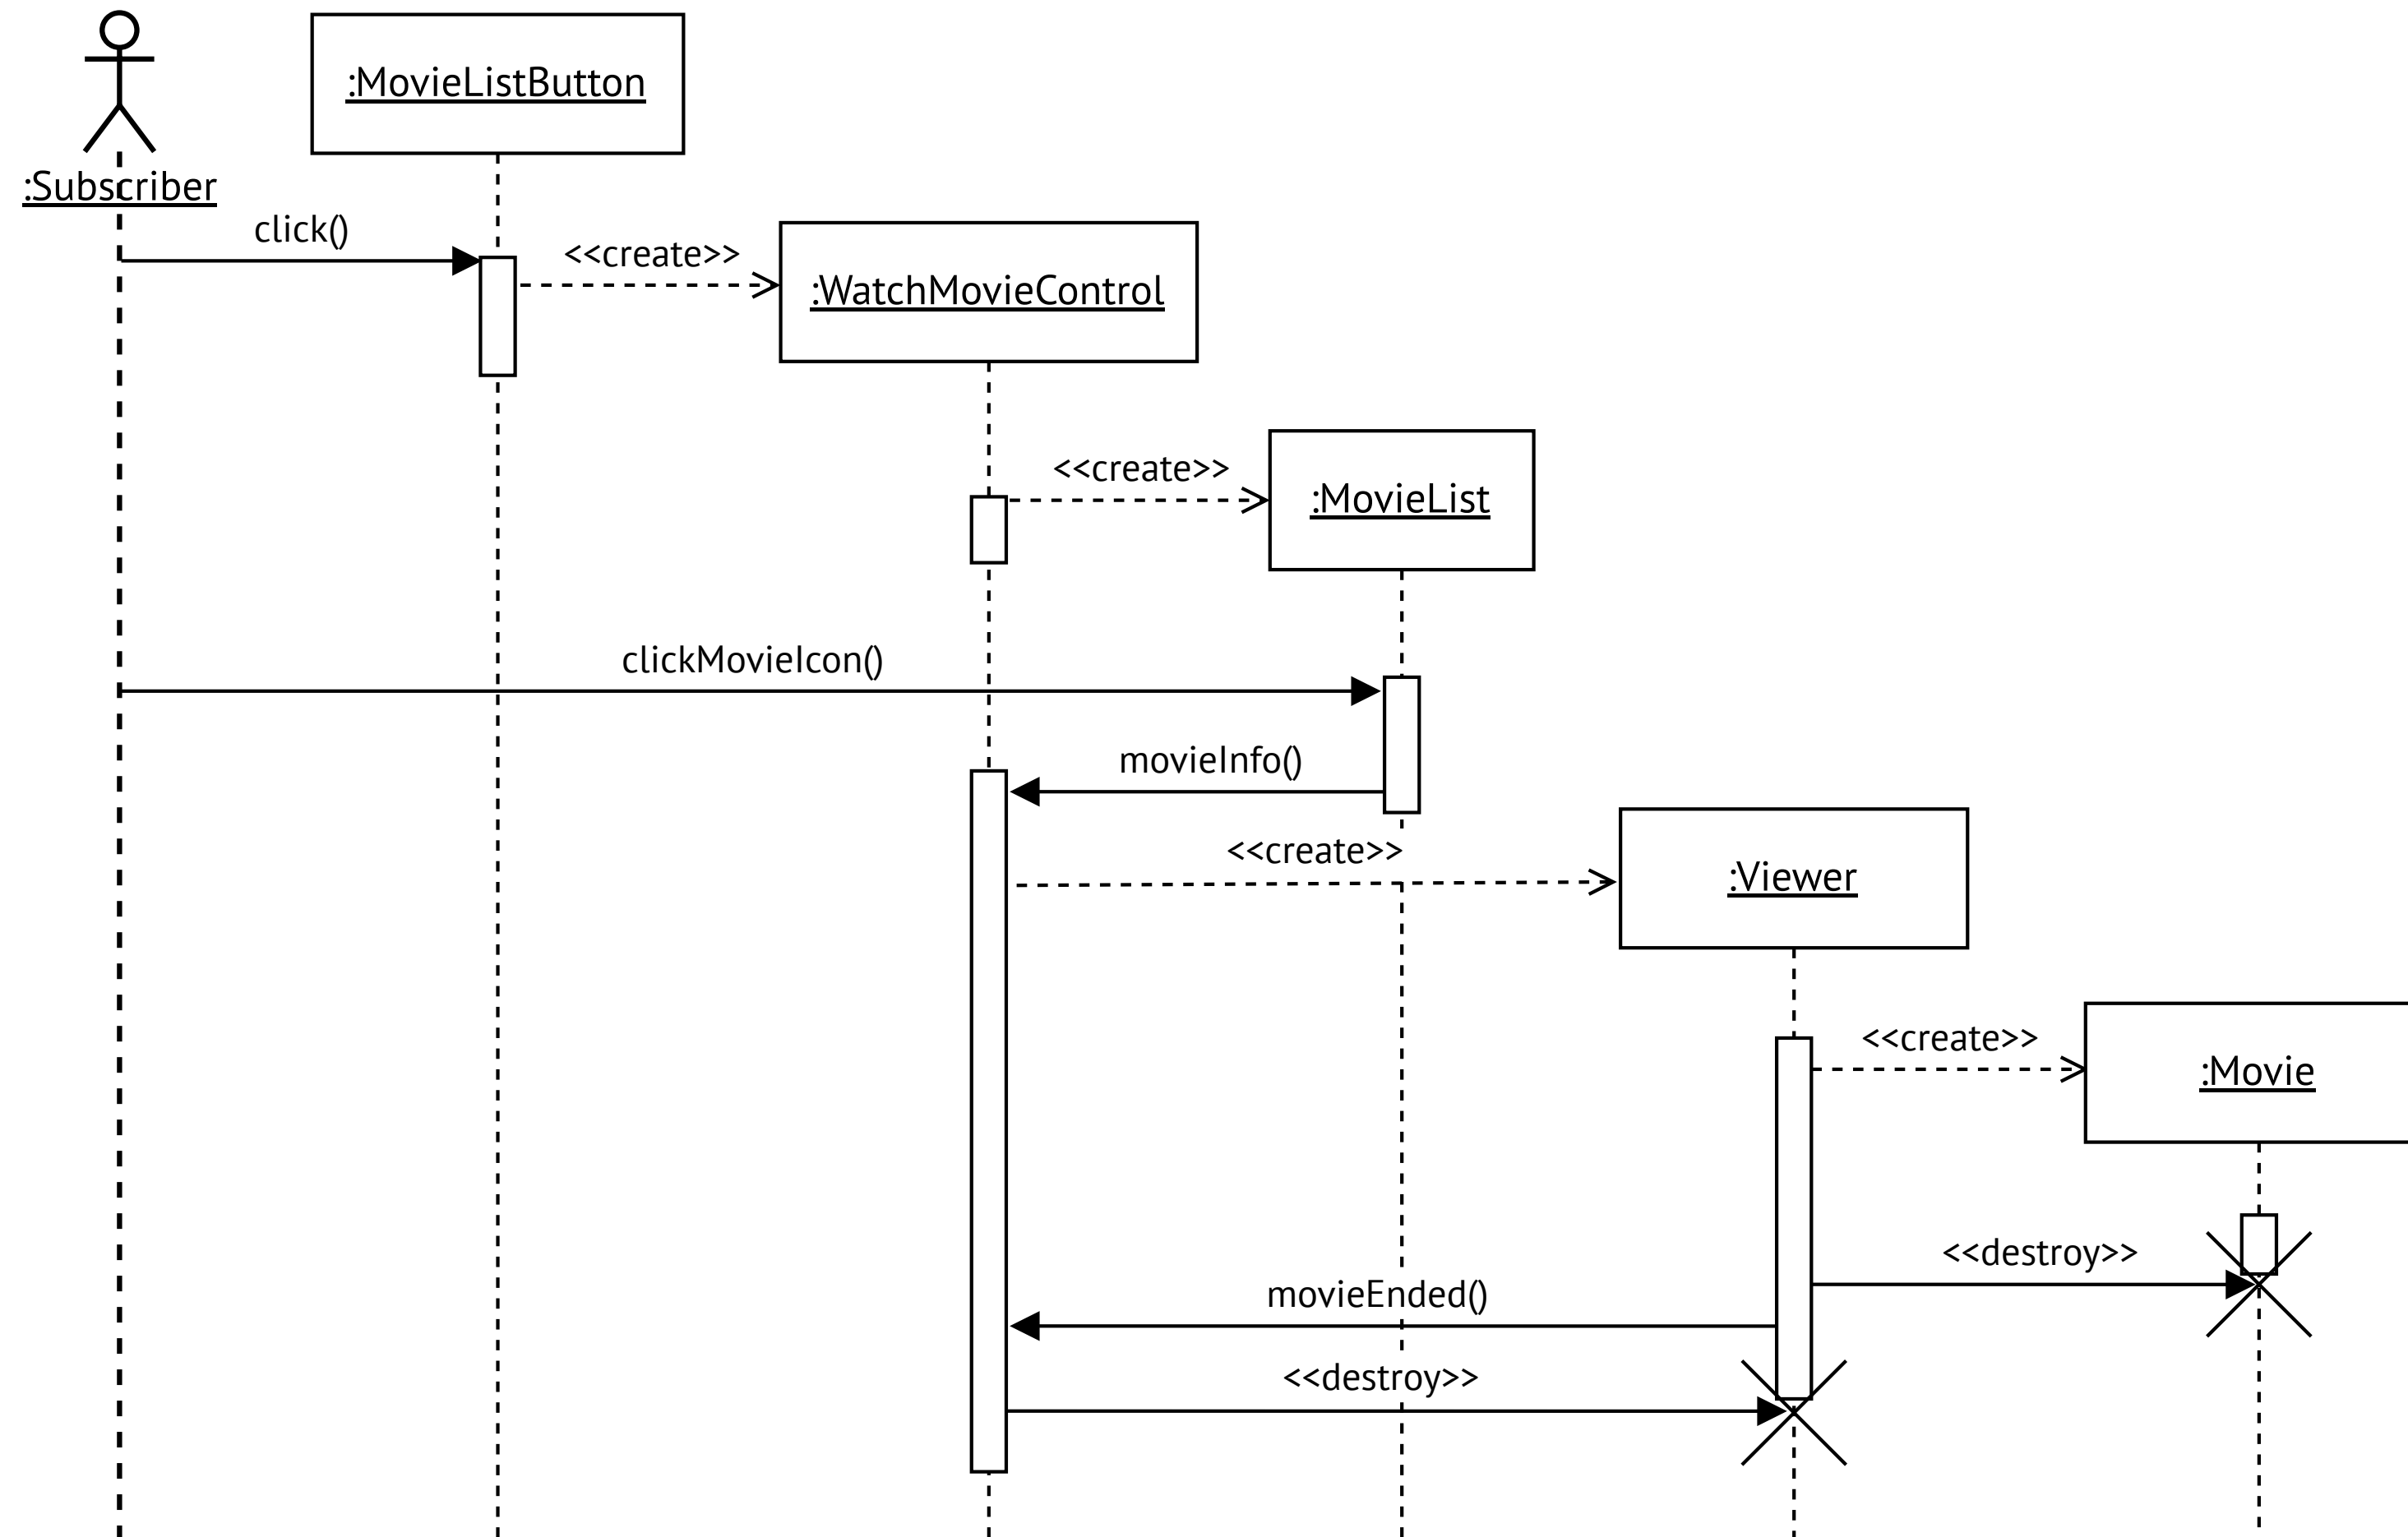 :MovieListButton
:Subscriber
click()
<<create>>
:WatchMovieControl
<<create>>
:MovieList
clickMovieIcon()
movieInfo()
<<create>>
:Viewer
<<create>>
:Movie
<<destroy>>
movieEnded()
<<destroy>>